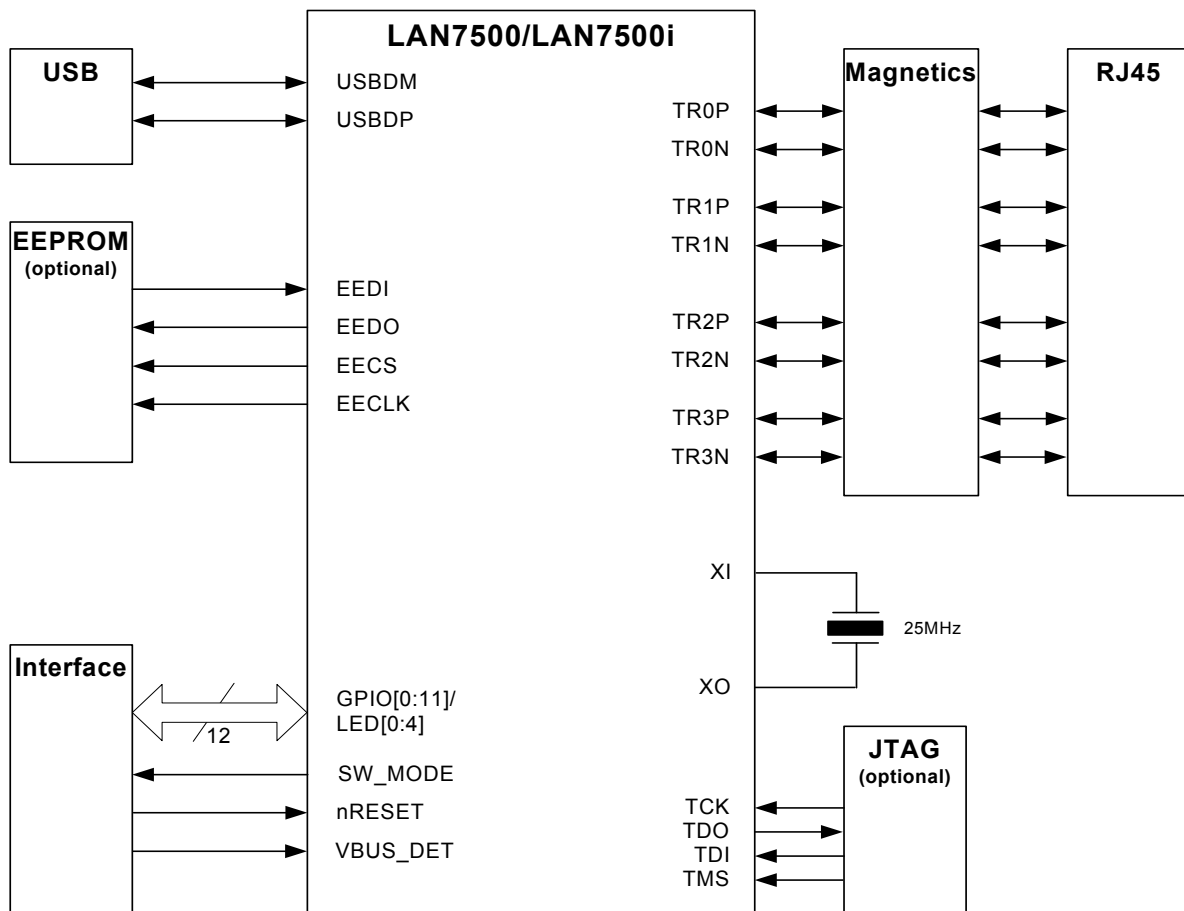 LAN7500/LAN7500i
USB
USBDM
USBDP
EEPROM
(optional)
EEDI
EEDO
EECS
EECLK
Interface
GPIO[0:11]/
LED[0:4]
12
SW_MODE
nRESET
VBUS_DET
Magnetics
RJ45
TR0P
TR0N
TR1P
TR1N
TR2P
TR2N
TR3P
TR3N
XI
25MHz
XO
JTAG
(optional)
TCK
TDO
TDI
TMS